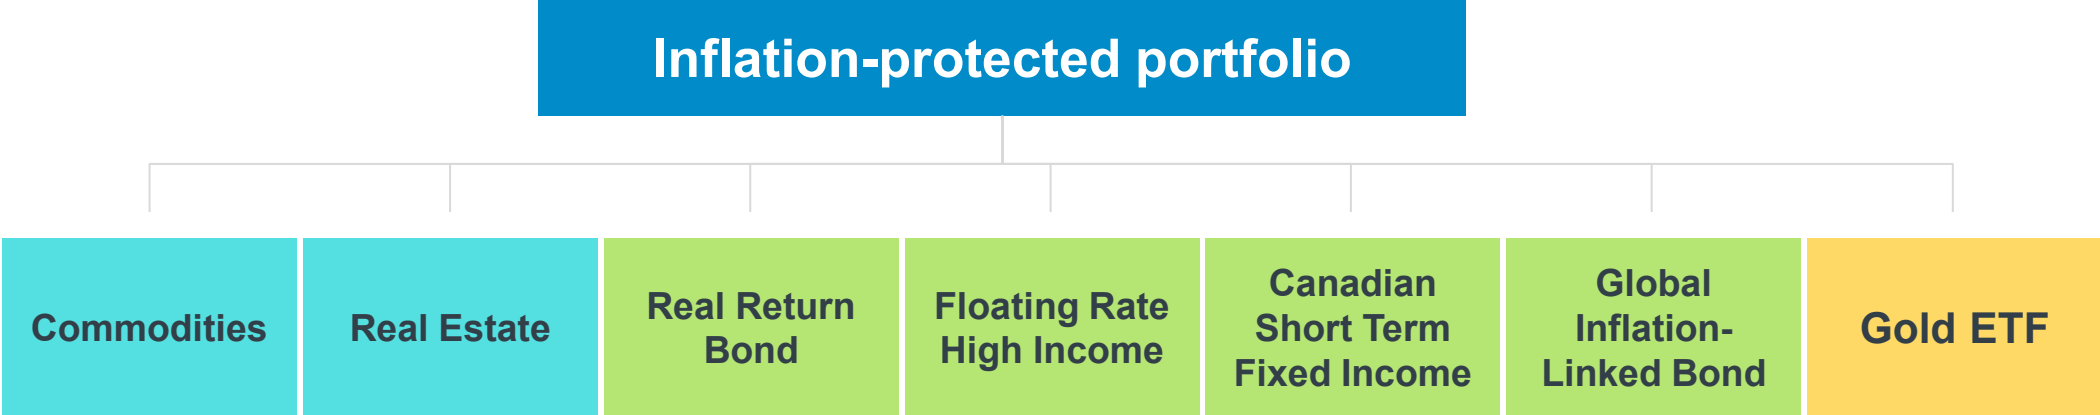 Inflation-protected portfolio
Commodities
Real Estate
Real Return
Bond
Floating Rate
High Income
Canadian
Short Term
Fixed Income
Global
Inflation-
Linked Bond
Gold ETF